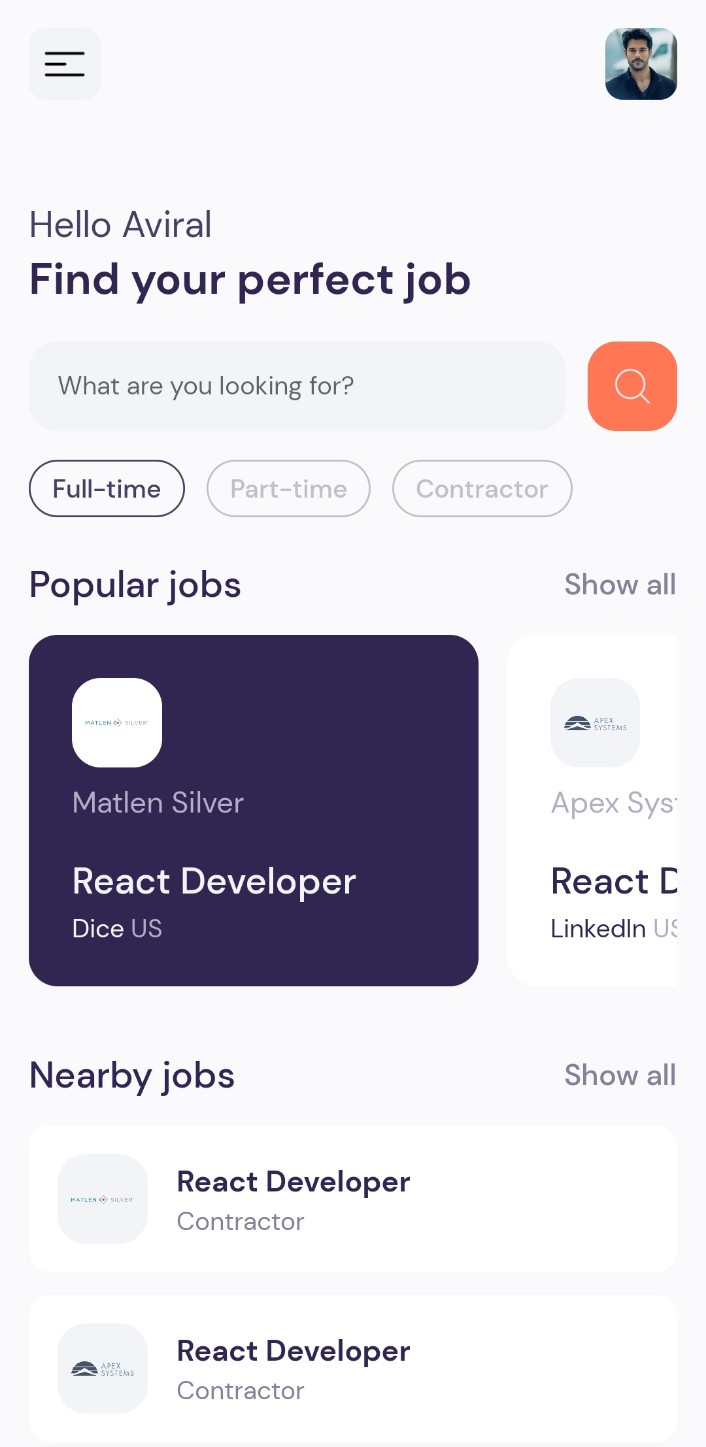 Hello Aviral
Find your perfect job
What are you looking for?
Full-time Part-time Contractor
Popular jobs Show all
MATLEN SILVER
APEX
SYSTEMS
Matlen Silver
Apex Syst
React Developer
React D
Dice US
LinkedIn US
Nearby jobs Show all
MATLEN SILVER
React Developer
Contractor
APEX
SYSTEMS
React Developer
Contractor